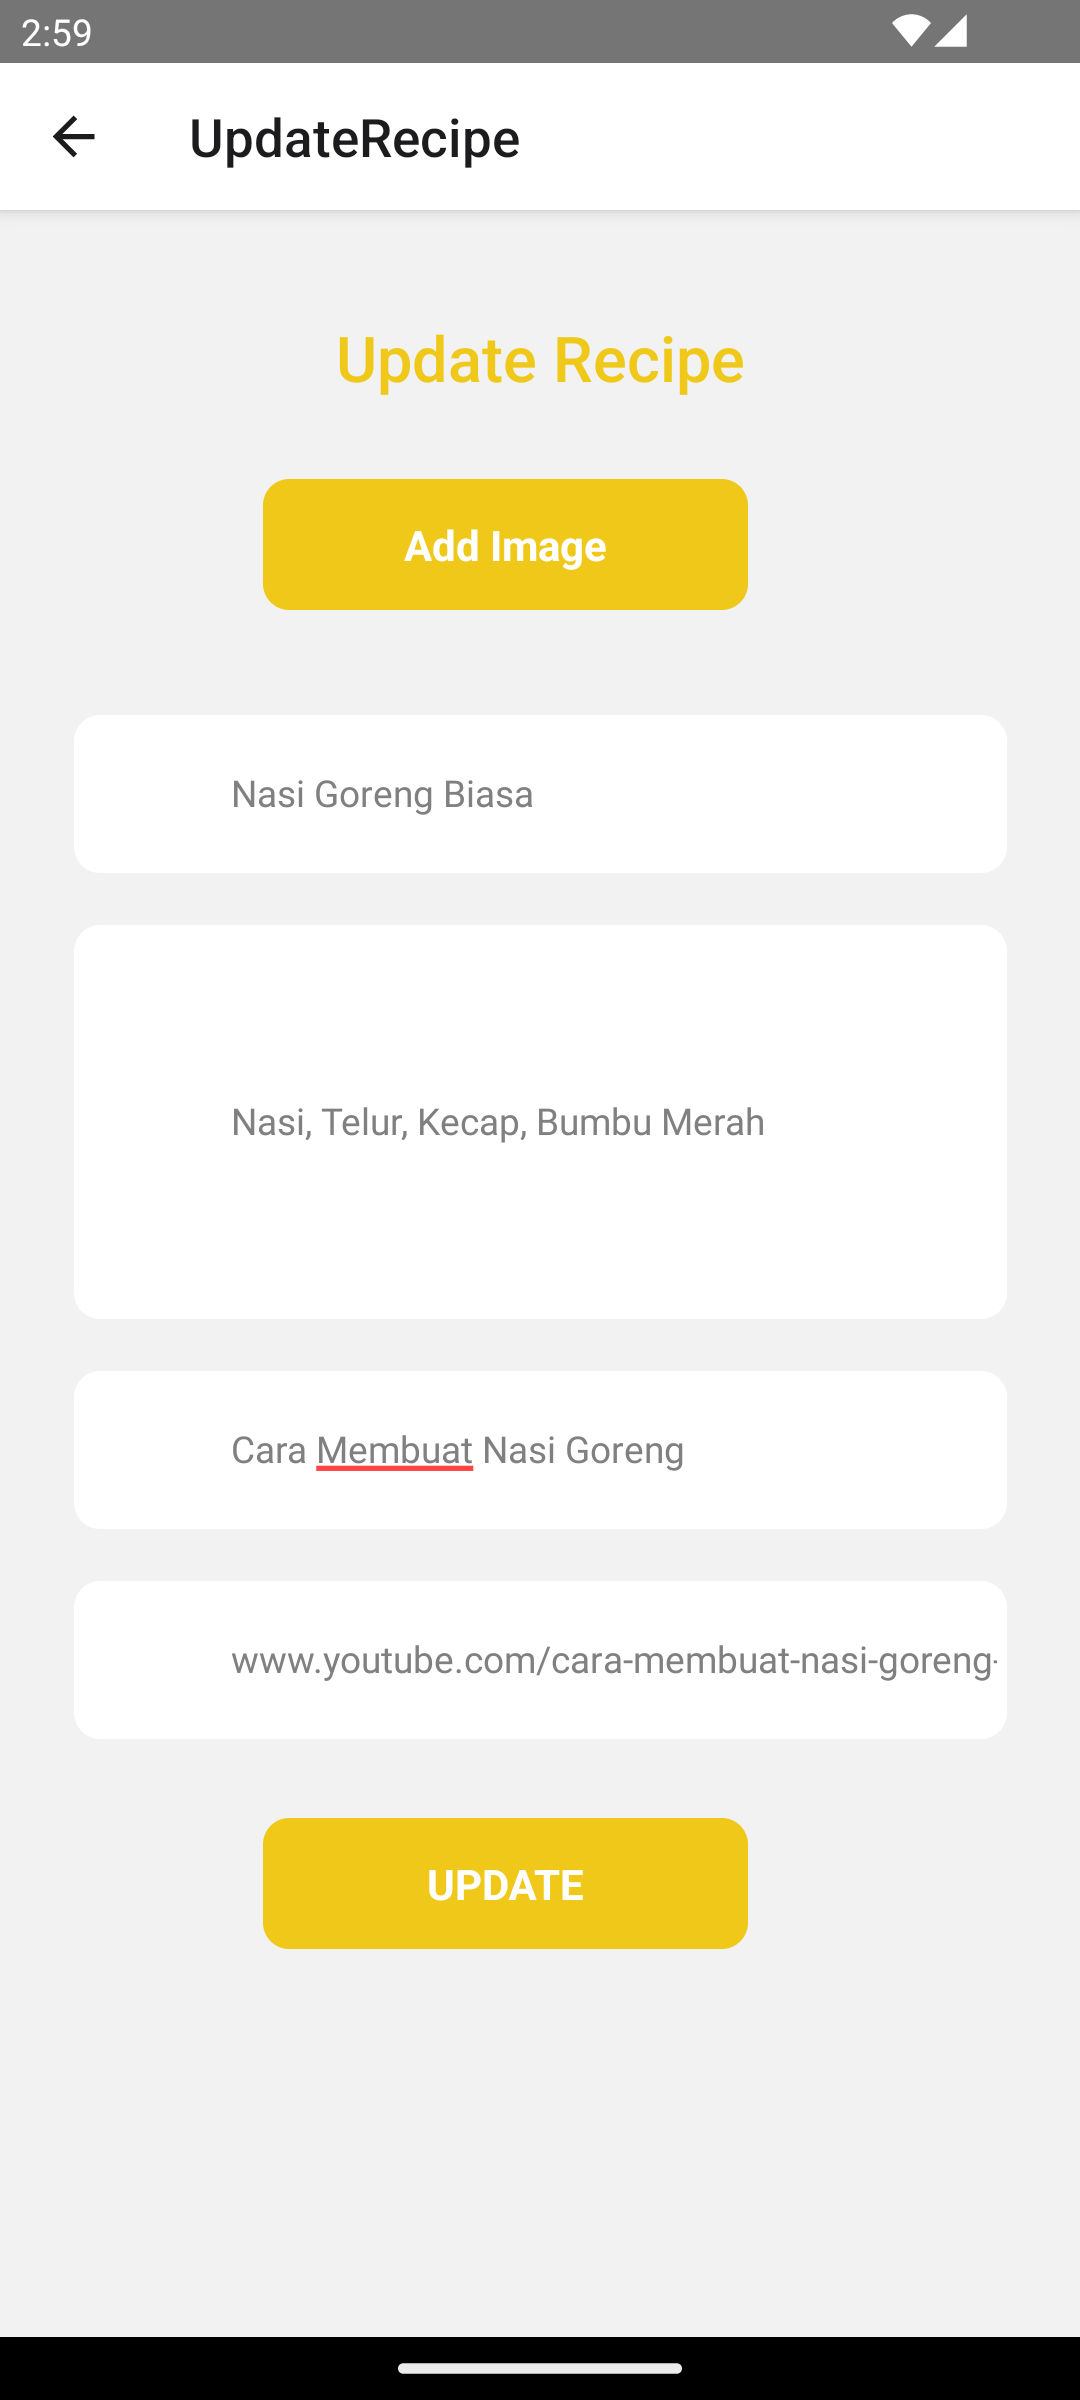 2:59
UpdateRecipe
Update Recipe
Add Image
Nasi Goreng Biasa
Nasi, Telur, Kecap, Bumbu Merah
Cara Membuat Nasi Goreng
www.youtube.com/cara-membuat-nasi-goreng-
UPDATE